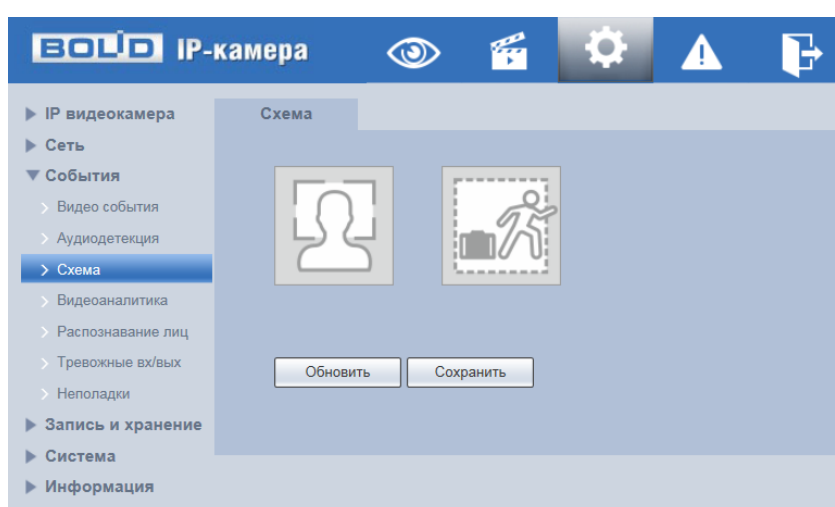 BOLID IP-камера
IP видеокамера
Сеть
События
Видео события
Аудиодетекция
Схема
Видеоаналитика
Распознавание лиц
Тревожные вх/вых
Неполадки
Запись и хранение
Система
Информация
Схема
Обновить Сохранить